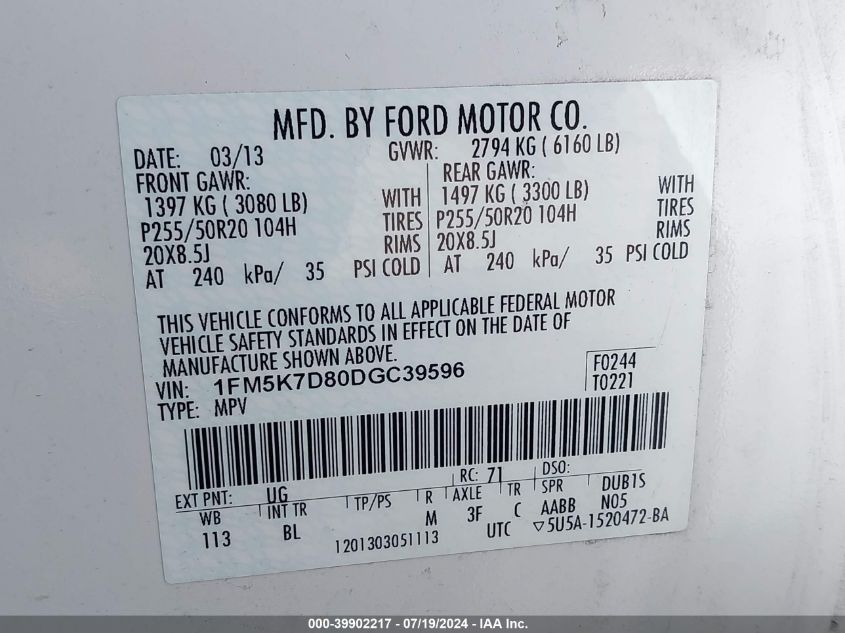 MFD. BY FORD MOTOR CO.
DATE: 03/13 GVWR: 2794 KG ( 6160 LB)
FRONT GAWR: REAR GAWR:
1397 KG ( 3080 LB) WITH 1497 KG ( 3300 LB) WITH
P255/50R20 104H TIRES P255/50R20 104H TIRES
20X8.5J RIMS 20X8.5J RIMS
AT 240 kPa/ 35 PSI COLD AT 240 kPa/ 35 PSI COLD
THIS VEHICLE CONFORMS TO ALL APPLICABLE FEDERAL MOTOR
VEHICLE SAFETY STANDARDS IN EFFECT ON THE DATE OF
MANUFACTURE SHOWN ABOVE.
VIN: 1FM5K7D80DGC39596 F0244
TYPE: MPV T0221
EXT PNT: UG RC: 71 DSO:
WB INT TR TP/PS R AXLE TR SPR DUB1S
113 BL M 3F C AABB N05
1201303051113 UTC ▽5U5A-1520472-BA
000-39902217 - 07/19/2024 - IAA Inc.